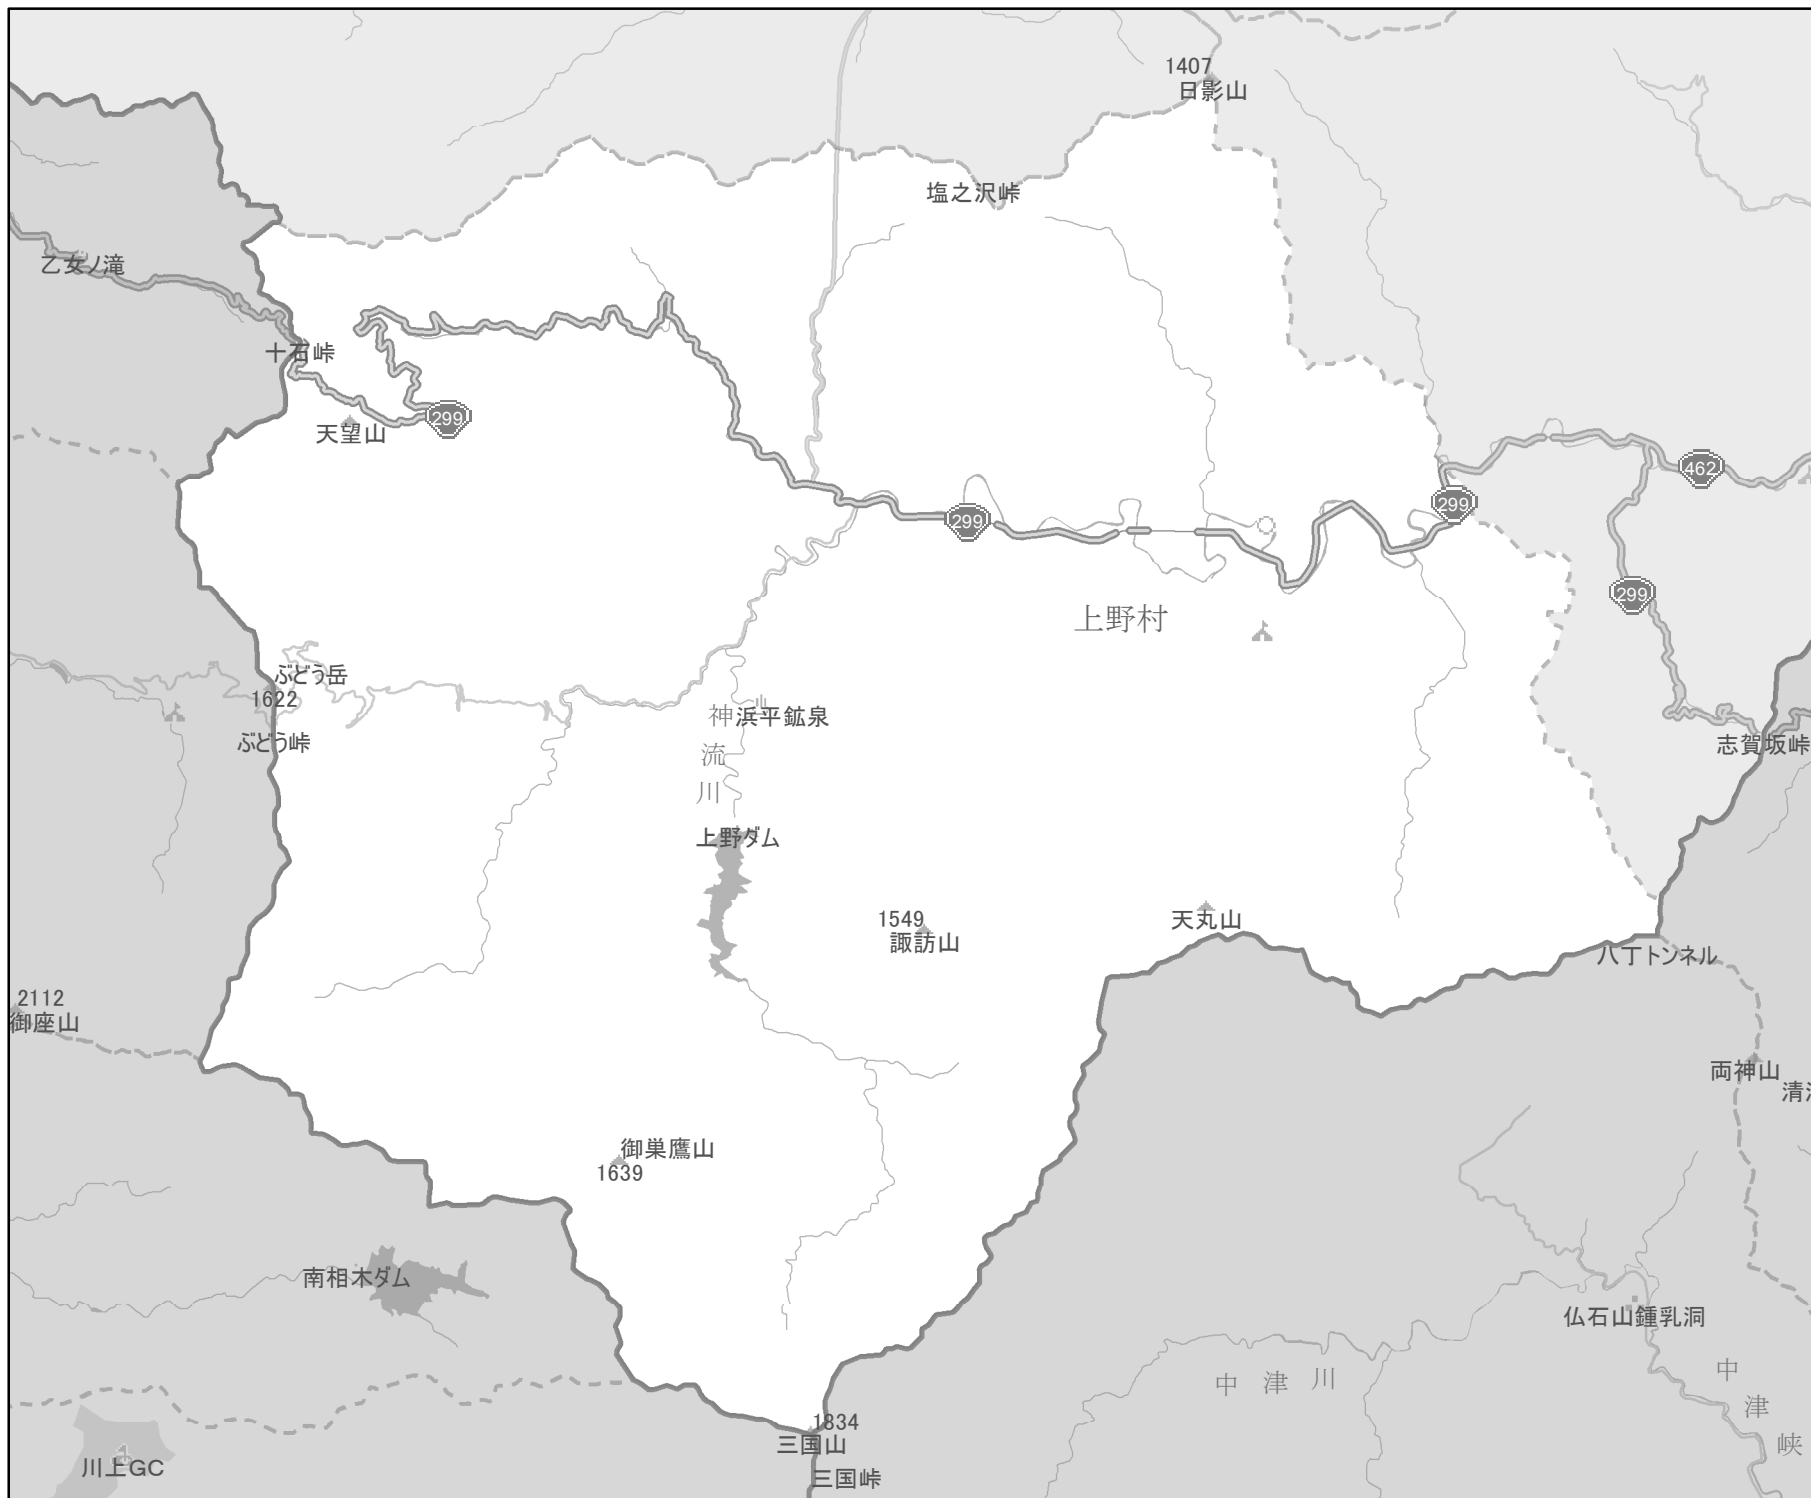 1407
日影山
塩之沢峠
乙女ノ滝
十石峠
天望山
299
299
299
462
299
上野村
ぶどう岳
1622
ぶどう峠
神流川
浜平鉱泉
志賀坂峠
上野ダム
1549
諏訪山
天丸山
八丁トンネル
2112
御座山
両神山
御巣鷹山
1639
南相木ダム
仏石山鍾乳洞
中津川
中津峡
1834
三国山
三国峠
川上GC